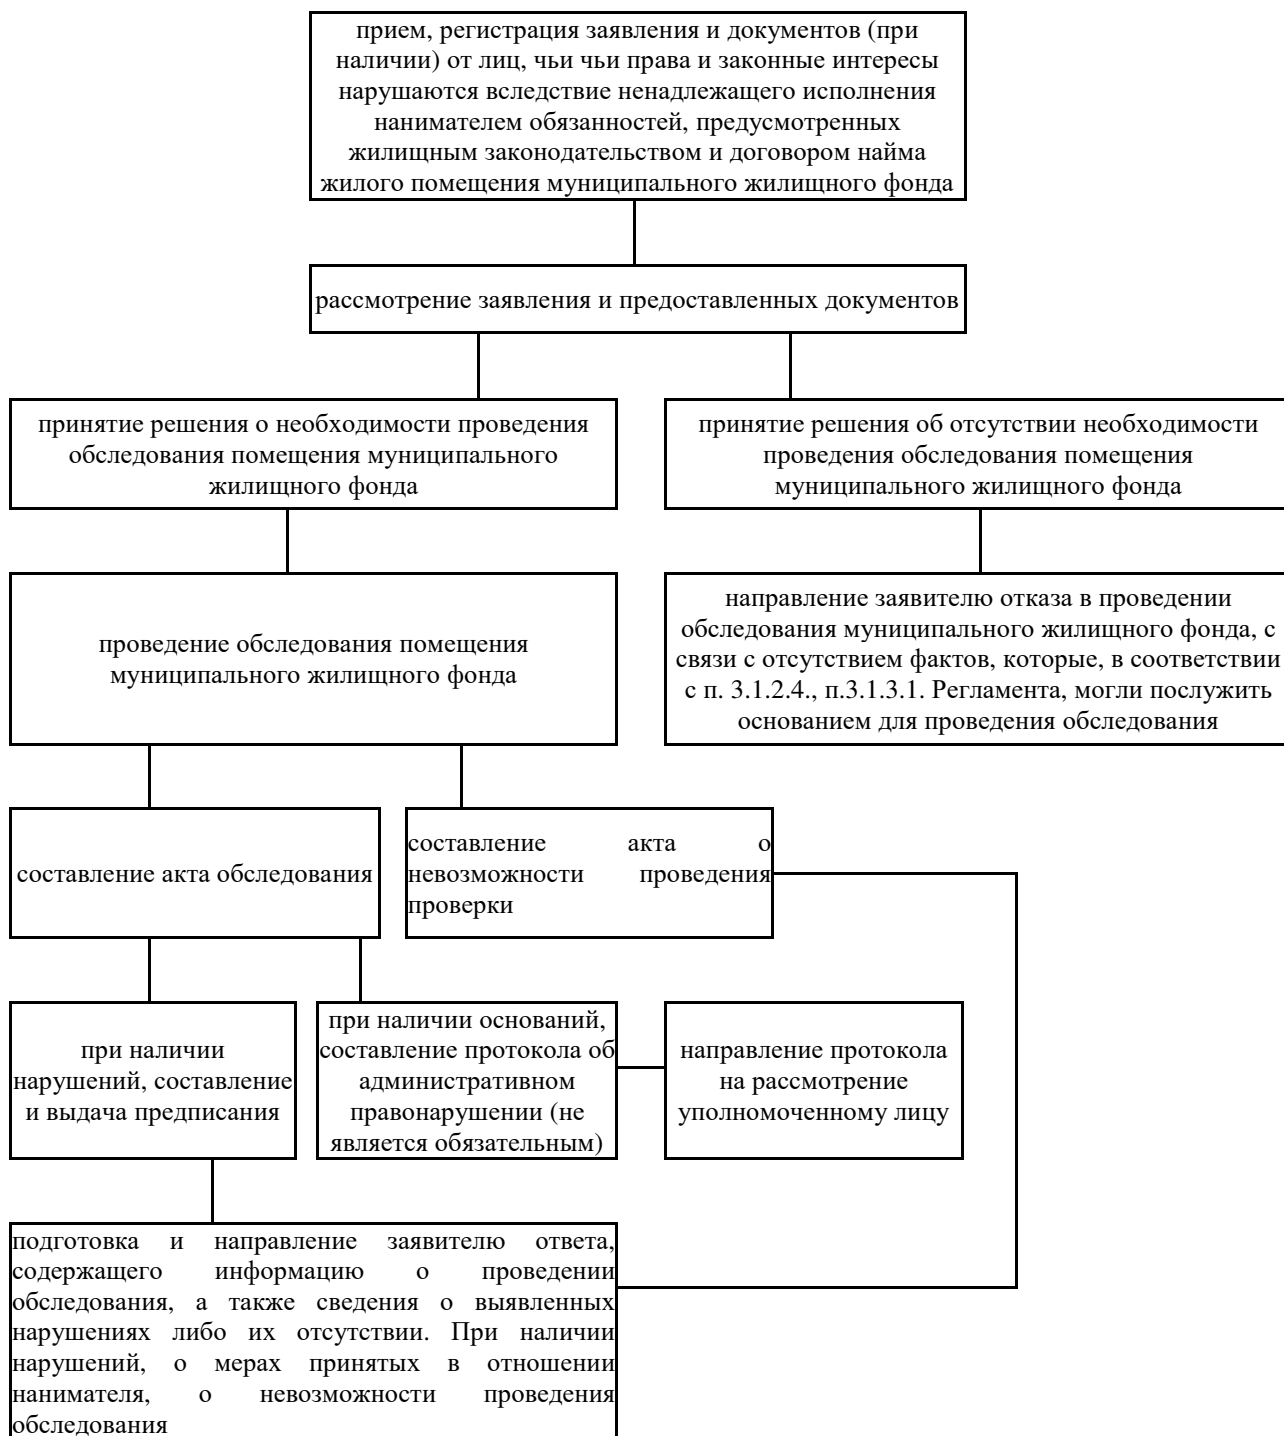 прием, регистрация заявления и документов (при
наличии) от лиц, чьи чьи права и законные интересы
нарушаются вследствие ненадлежащего исполнения
нанимателем обязанностей, предусмотренных
жилищным законодательством и договором найма
жилого помещения муниципального жилищного фонда
рассмотрение заявления и предоставленных документов
принятие решения о необходимости проведения
обследования помещения муниципального
жилищного фонда
принятие решения об отсутствии необходимости
проведения обследования помещения
муниципального жилищного фонда
проведение обследования помещения
муниципального жилищного фонда
направление заявителю отказа в проведении
обследования муниципального жилищного фонда, с
связи с отсутствием фактов, которые, в соответствии
с п. 3.1.2.4., п.3.1.3.1. Регламента, могли послужить
основанием для проведения обследования
составление акта обследования
составление акта о
невозможности проведения
проверки
при наличии
нарушений, составление
и выдача предписания
при наличии оснований,
составление протокола об
административном
правонарушении (не
является обязательным)
направление протокола
на рассмотрение
уполномоченному лицу
подготовка и направление заявителю ответа,
содержащего информацию о проведении
обследования, а также сведения о выявленных
нарушениях либо их отсутствии. При наличии
нарушений, о мерах принятых в отношении
нанимателя, о невозможности проведения
обследования